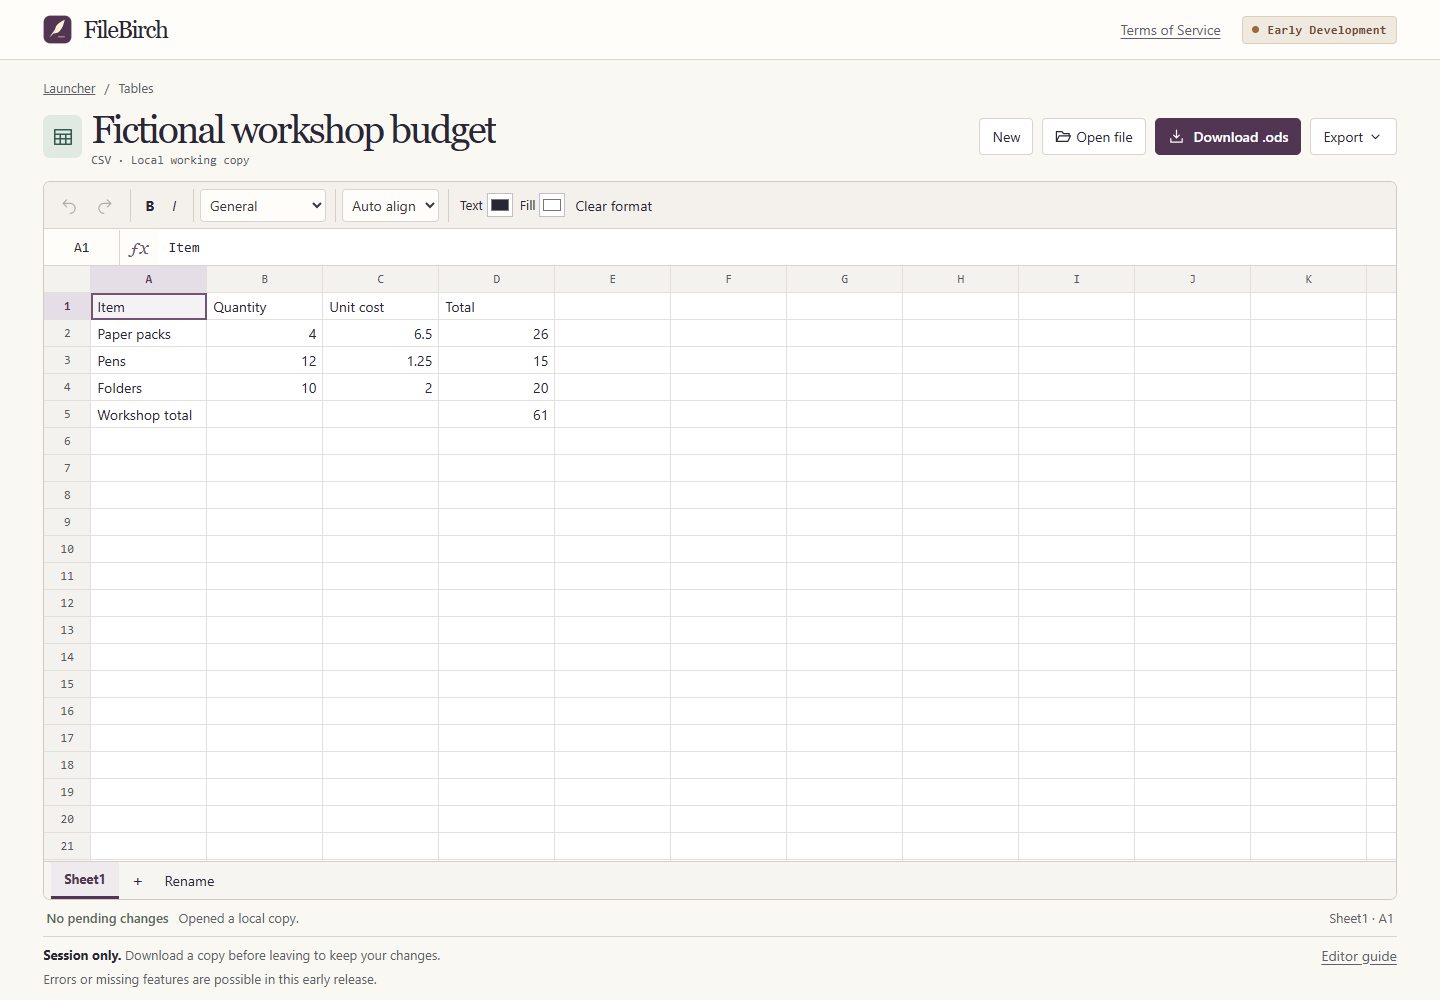 FileBirch
Terms of Service
Early Development
Launcher / Tables
Fictional workshop budget
CSV · Local working copy
New
Open file
Download .ods
Export
B I General Auto align Text Fill Clear format
A1 fx Item
A B C D E F G H I J K
1 Item Quantity Unit cost Total
2 Paper packs 4 6.5 26
3 Pens 12 1.25 15
4 Folders 10 2 20
5 Workshop total 61
6
7
8
9
10
11
12
13
14
15
16
17
18
19
20
21
Sheet1 + Rename
No pending changes Opened a local copy.
Sheet1 · A1
Session only. Download a copy before leaving to keep your changes.
Editor guide
Errors or missing features are possible in this early release.